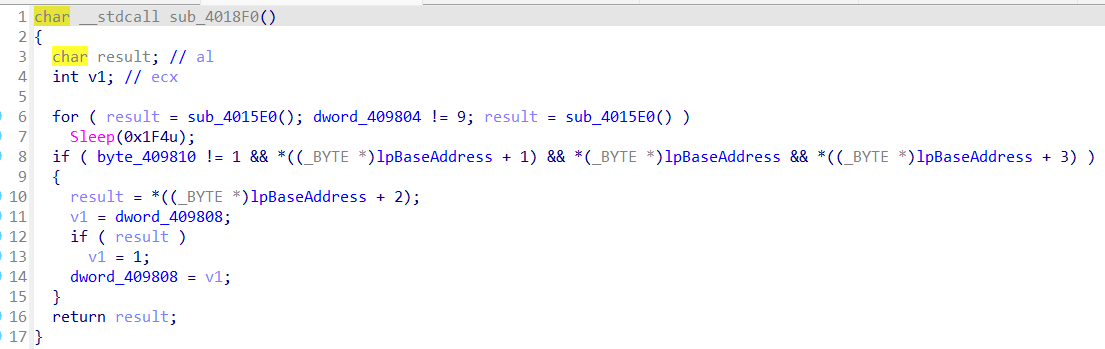 1 char __stdcall sub_4018F0()
2 {
3 char result; // al
4 int v1; // ecx
5
6 for ( result = sub_4015E0(); dword_409804 != 9; result = sub_4015E0() )
7 Sleep(0x1F4u);
8 if ( byte_409810 != 1 && *((_BYTE *)lpBaseAddress + 1) && *(_BYTE *)lpBaseAddress && *((_BYTE *)lpBaseAddress + 3) )
9 {
10 result = *((_BYTE *)lpBaseAddress + 2);
11 v1 = dword_409808;
12 if ( result )
13 v1 = 1;
14 dword_409808 = v1;
15 }
16 return result;
17 }